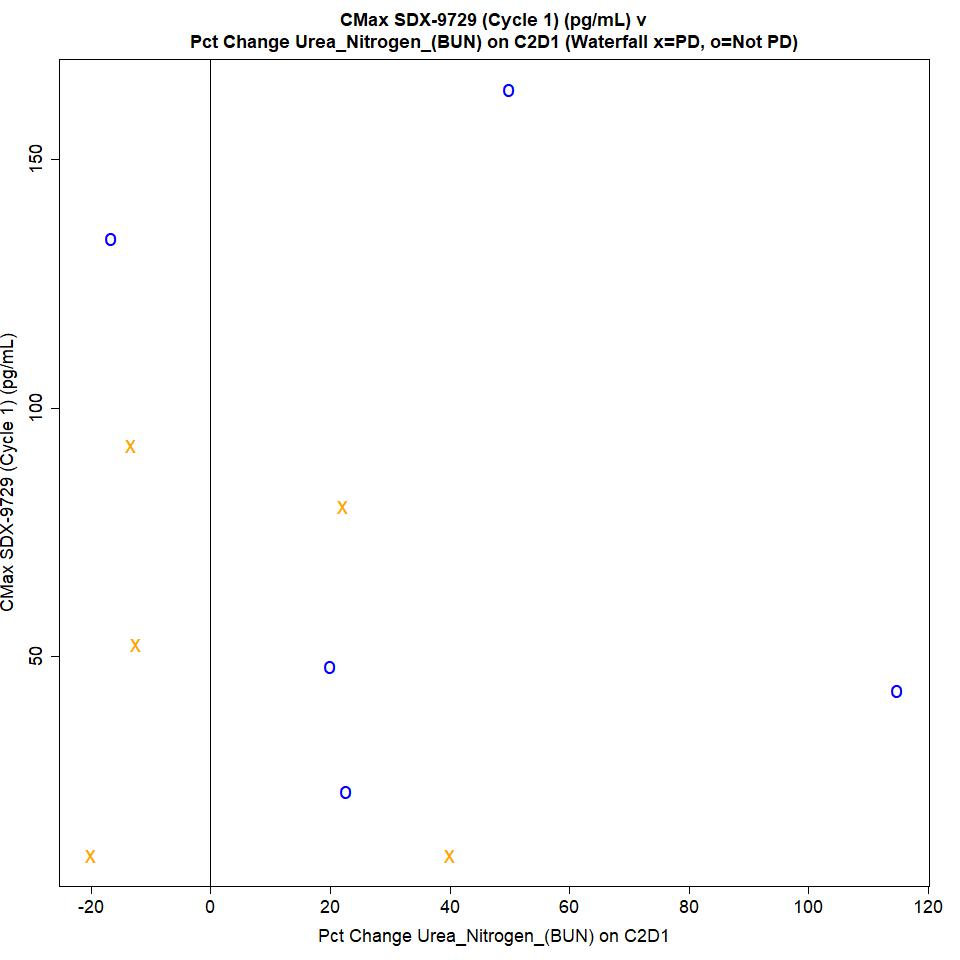 CMax SDX-9729 (Cycle 1) (pg/mL) v
Pct Change Urea_Nitrogen_(BUN) on C2D1 (Waterfall x=PD, o=Not PD)
CMax SDX-9729 (Cycle 1) (pg/mL)
150
100
50
O
O
X
X
X
O
O
O
X
X
-20
0
20
40
60
80
100
120
Pct Change Urea_Nitrogen_(BUN) on C2D1